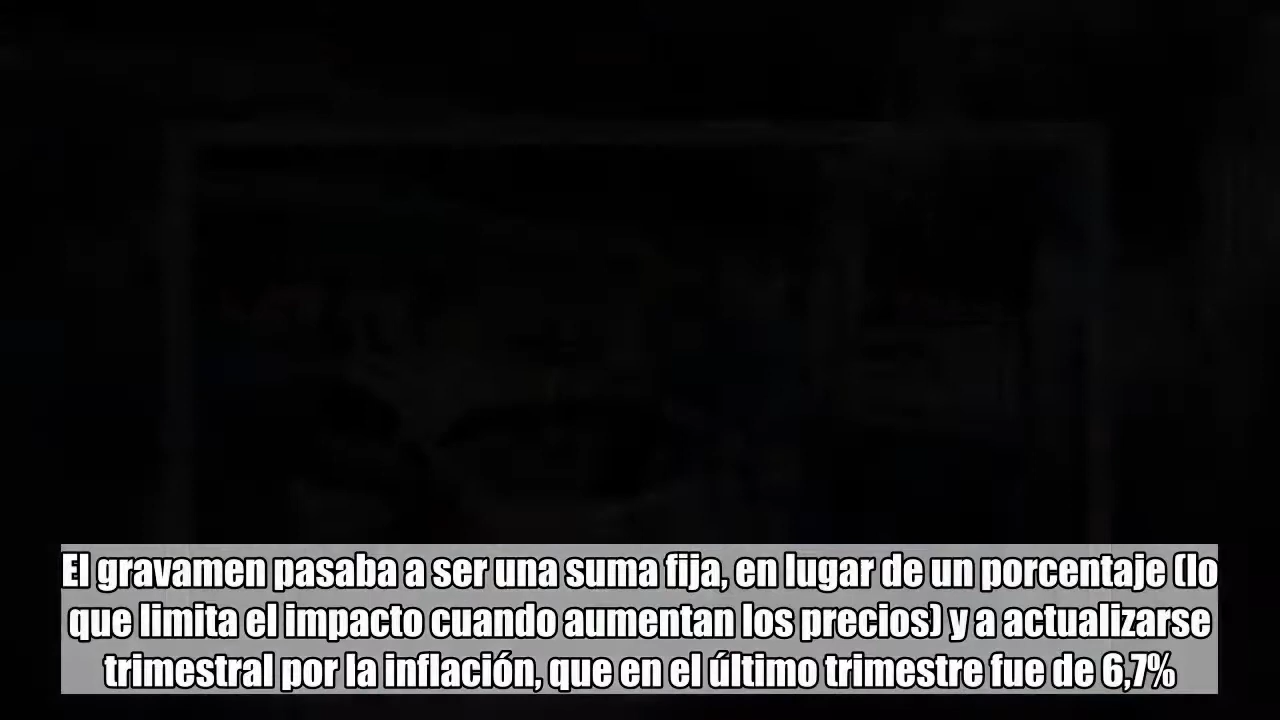 El gravamen pasaba a ser una suma fija, en lugar de un porcentaje (lo
que limita el impacto cuando aumentan los precios) y a actualizarse
trimestral por la inflación, que en el último trimestre fue de 6,7%